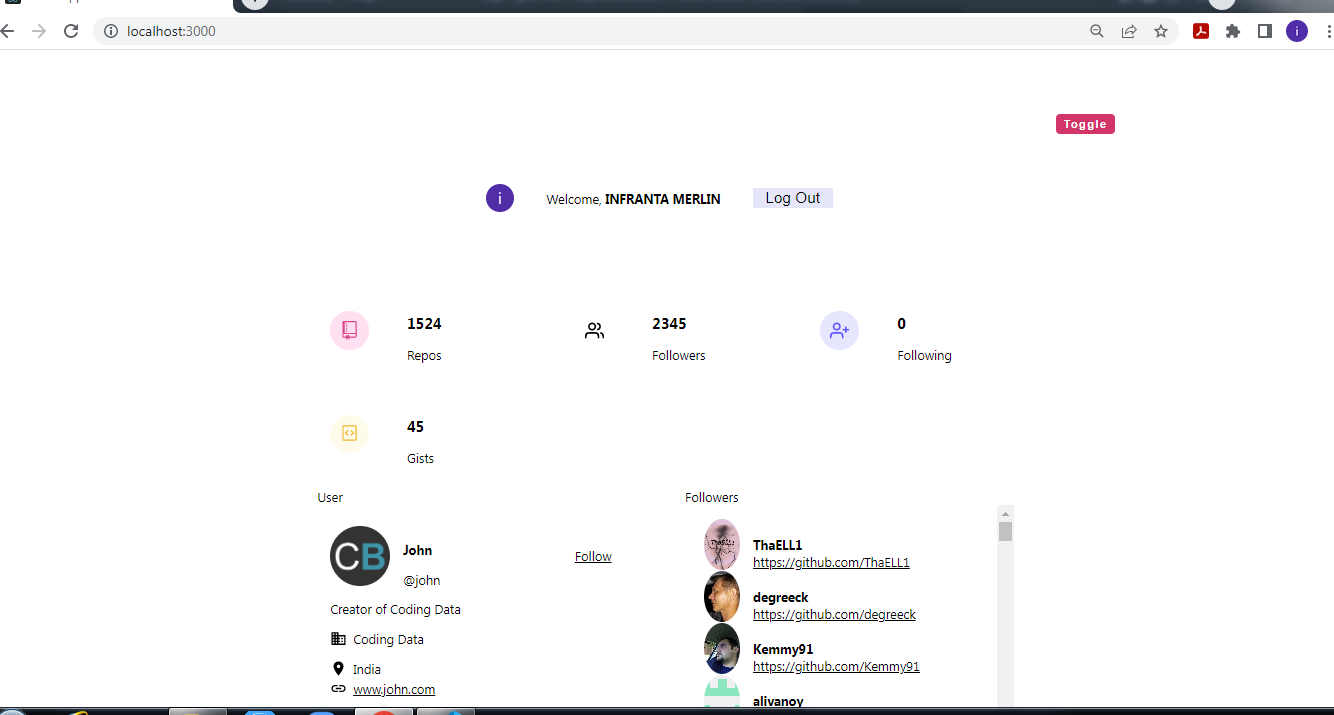 localhost:3000
i
Toggle
i
Welcome, INFRANTA MERLIN
Log Out
1524
Repos
2345
Followers
0
Following
45
Gists
User
Followers
CB
John
@john
Follow
Creator of Coding Data
Coding Data
India
www.john.com
ThaELL1
ThaELL1
https://github.com/ThaELL1
degreeck
https://github.com/degreeck
Kemmy91
https://github.com/Kemmy91
alivanoy